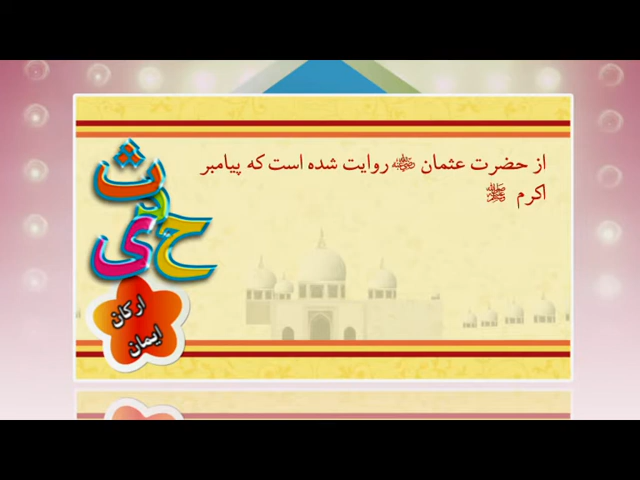 از حضرت عثمان ﷺ روایت شده است که پیامبر
اکرم ﷺ
حدیث
ارکان
ایمان